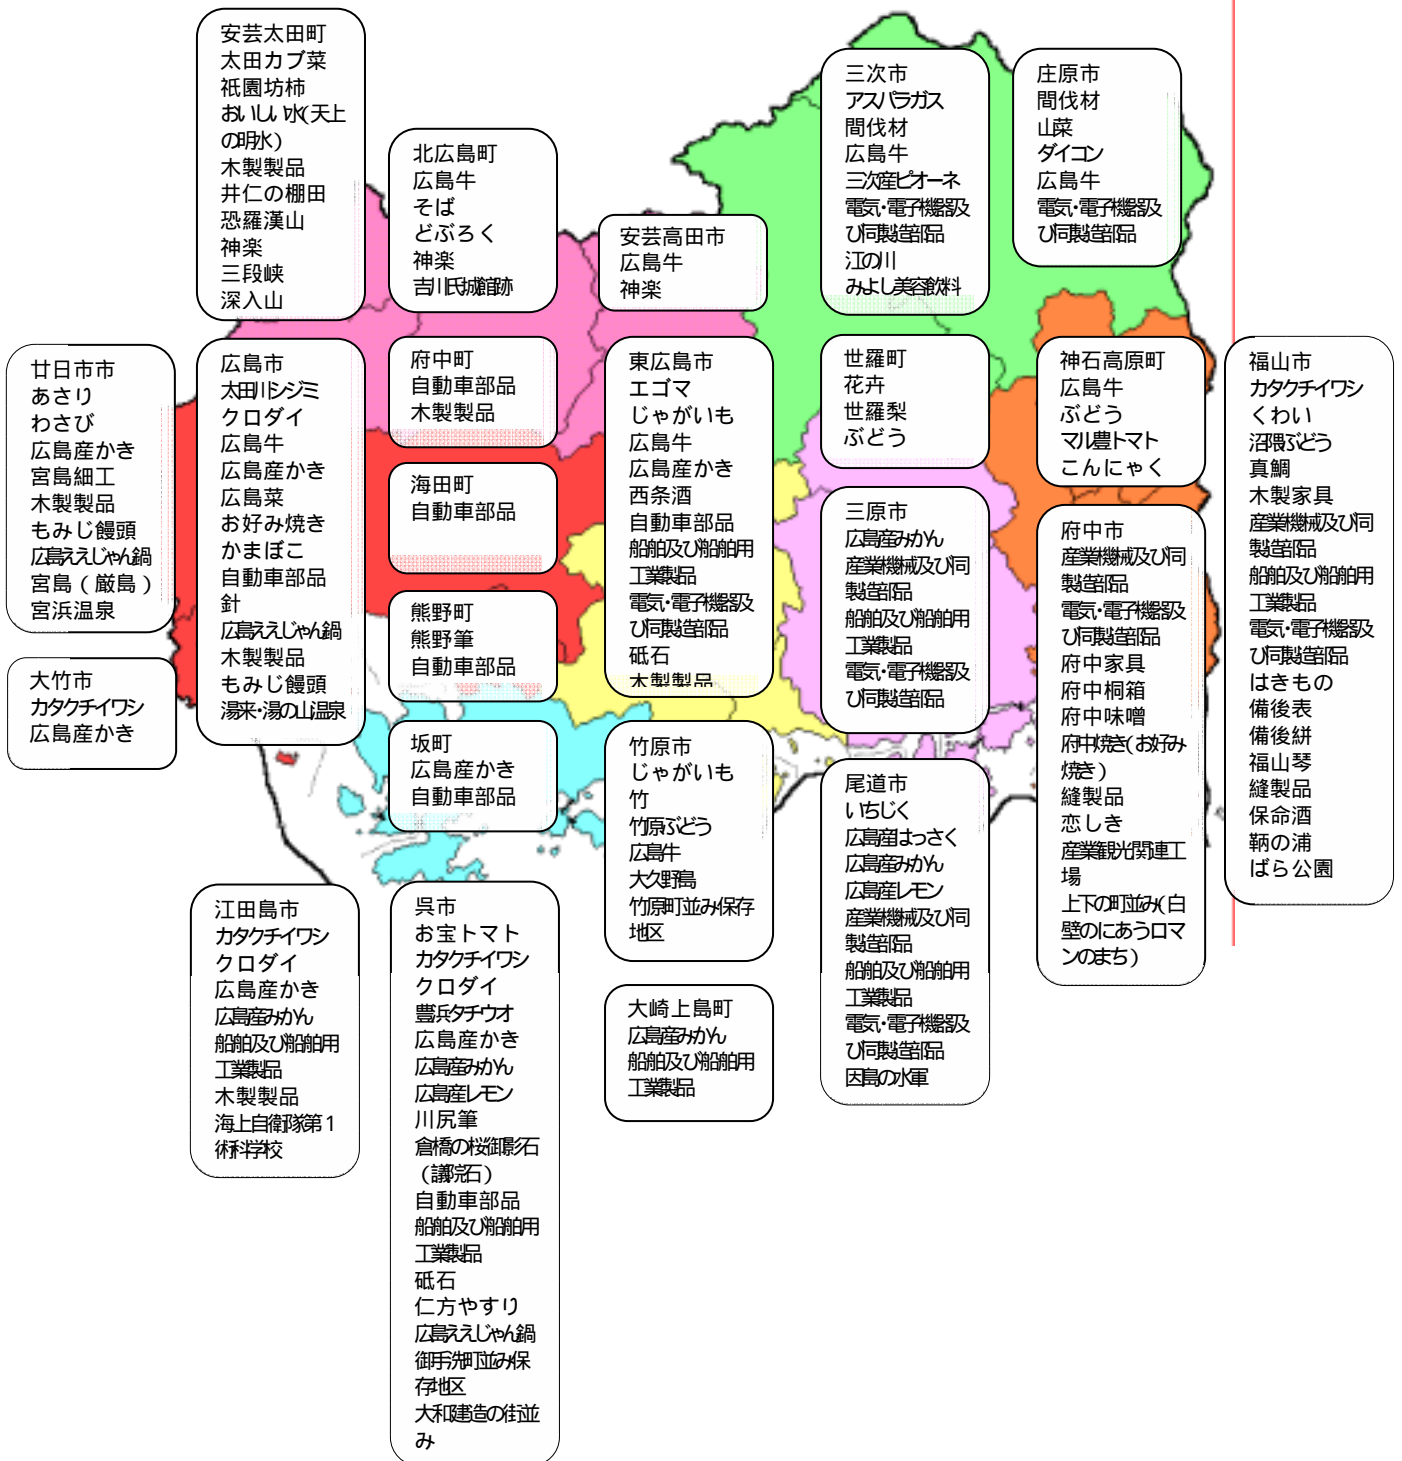 安芸太田町
太田カブ菜
祇園坊柿
おいしい水(天上
の明水)
木製製品
井仁の棚田
恐羅漢山
神楽
三段峡
深入山
北広島町
広島牛
そば
どぶろく
神楽
吉川氏城館跡
安芸高田市
広島牛
神楽
三次市
アスパラガス
間伐材
広島牛
三次産ピオーネ
電気・電子機器及
び同製造部品
江の川
みよし美容飲料
庄原市
間伐材
山菜
ダイコン
広島牛
電気・電子機器及
び同製造部品
廿日市市
あさり
わさび
広島産かき
宮島細工
木製製品
もみじ饅頭
広島ええじゃん鍋
宮島(厳島)
宮浜温泉
大竹市
カタクチイワシ
広島産かき
広島市
太田川シジミ
クロダイ
広島牛
広島産かき
広島菜
お好み焼き
かまぼこ
自動車部品
針
広島ええじゃん鍋
木製製品
もみじ饅頭
湯来・湯の山温泉
府中町
自動車部品
木製製品
海田町
自動車部品
熊野町
熊野筆
自動車部品
坂町
広島産かき
自動車部品
東広島市
エゴマ
じゃがいも
広島牛
広島産かき
西条酒
自動車部品
船舶及び船舶用
工業製品
電気・電子機器及
び同製造部品
砥石
木製製品
竹原市
じゃがいも
竹
竹原ぶどう
広島牛
大久野島
竹原町並み保存
地区
大崎上島町
広島産みかん
船舶及び船舶用
工業製品
世羅町
花卉
世羅梨
ぶどう
三原市
広島産みかん
産業機械及び同
製造部品
船舶及び船舶用
工業製品
電気・電子機器及
び同製造部品
尾道市
いちじく
広島産はっさく
広島産みかん
広島産レモン
産業機械及び同
製造部品
船舶及び船舶用
工業製品
電気・電子機器及
び同製造部品
因島の水軍
神石高原町
広島牛
ぶどう
マル豊トマト
こんにゃく
府中市
産業機械及び同
製造部品
電気・電子機器及
び同製造部品
府中家具
府中桐箱
府中味噌
府中焼き(お好み
焼き)
縫製品
恋しき
産業観光関連工
場
上下の町並み(白
壁のにあうロマ
ンのまち)
福山市
カタクチイワシ
くわい
沼隈ぶどう
真鯛
木製家具
産業機械及び同
製造部品
船舶及び船舶用
工業製品
電気・電子機器及
び同製造部品
はきもの
備後表
備後絣
福山琴
縫製品
保命酒
鞆の浦
ばら公園
江田島市
カタクチイワシ
クロダイ
広島産かき
広島産みかん
船舶及び船舶用
工業製品
木製製品
海上自衛隊第1
術科学校
呉市
お宝トマト
カタクチイワシ
クロダイ
豊浜タチウオ
広島産かき
広島産みかん
広島産レモン
川尻筆
倉橋の桜御影石
(議院石)
自動車部品
船舶及び船舶用
工業製品
砥石
仁方やすり
広島ええじゃん鍋
御手洗町並み保
存地区
大和建造の街並
み